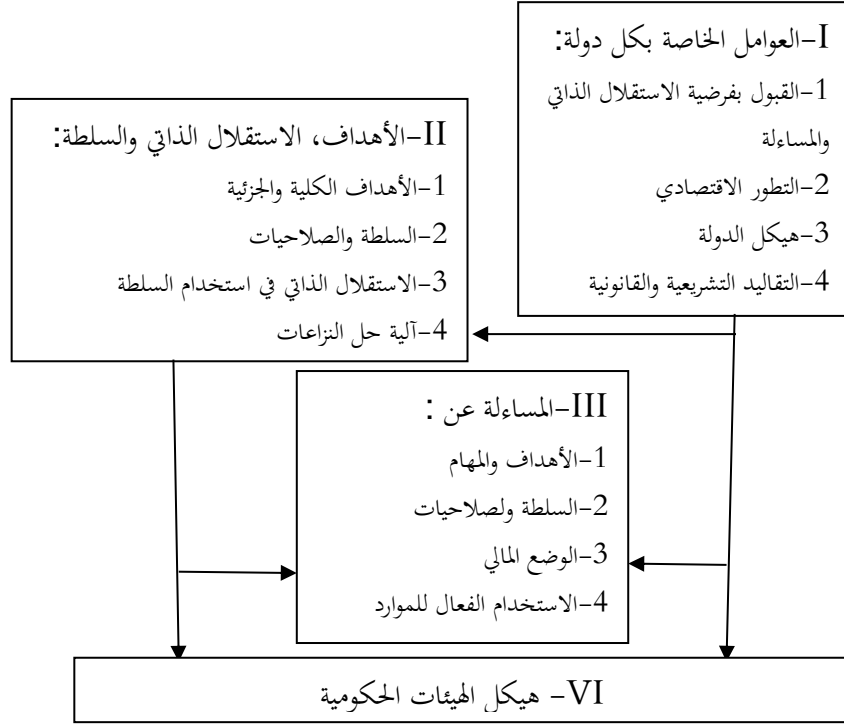 I-العوامل الخاصة بكل دولة:
1-القبول بفرضية الاستقلال الذاتي
والمساءلة
2-التطور الاقتصادي
3-هيكل الدولة
4-التقاليد التشريعية والقانونية
II-الأهداف، الاستقلال الذاتي والسلطة:
1-الأهداف الكلية والجزئية
2-السلطة والصلاحيات
3-الاستقلال الذاتي في استخدام السلطة
4-آلية حل النزاعات
III-المساءلة عن :
1-الأهداف والمهام
2-السلطة ولصلاحيات
3-الوضع المالي
4-الاستخدام الفعال للموارد
VI- هيكل الهيئات الحكومية